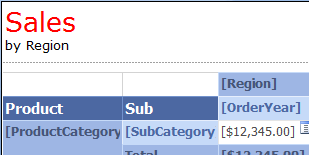 Sales
by Region
[Region]
Product Sub [OrderYear]
[ProductCategory [SubCategory [$12,345.00]
Total [$12,345.00]